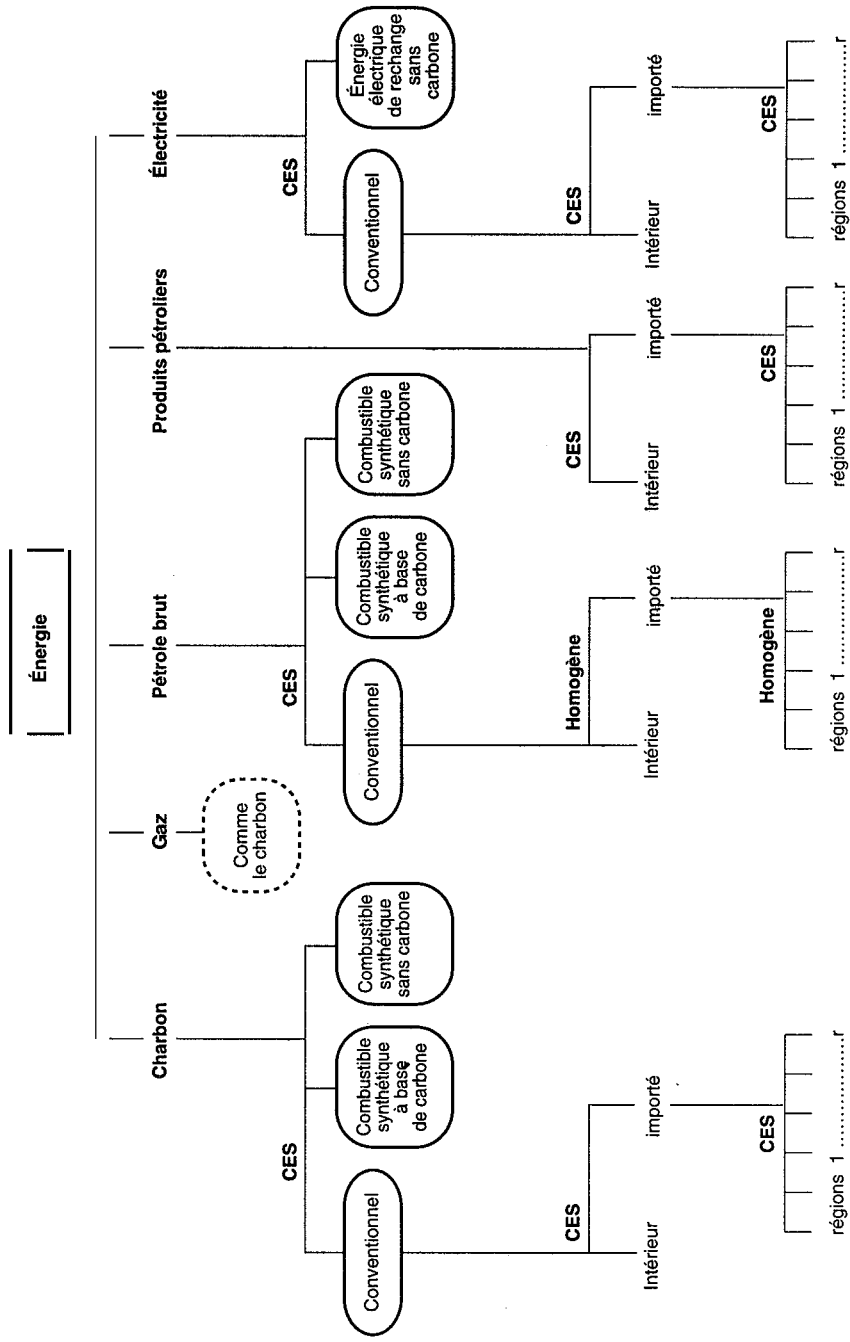 Énergie
Charbon
Gaz
Pétrole brut
Produits pétroliers
Électricité
Comme
le charbon
CES
CES
CES
Conventionnel
Combustible
synthétique
à base
de carbone
Combustible
synthétique
sans carbone
Conventionnel
Combustible
synthétique
à base
de carbone
Combustible
synthétique
sans carbone
Conventionnel
Énergie
électrique
de rechange
sans
carbone
CES
Homogène
CES
CES
Intérieur
importé
Intérieur
importé
Intérieur
importé
Intérieur
importé
CES
Homogène
CES
CES
régions 1 ..................r
régions 1 ..................r
régions 1 ..................r
régions 1 ..................r